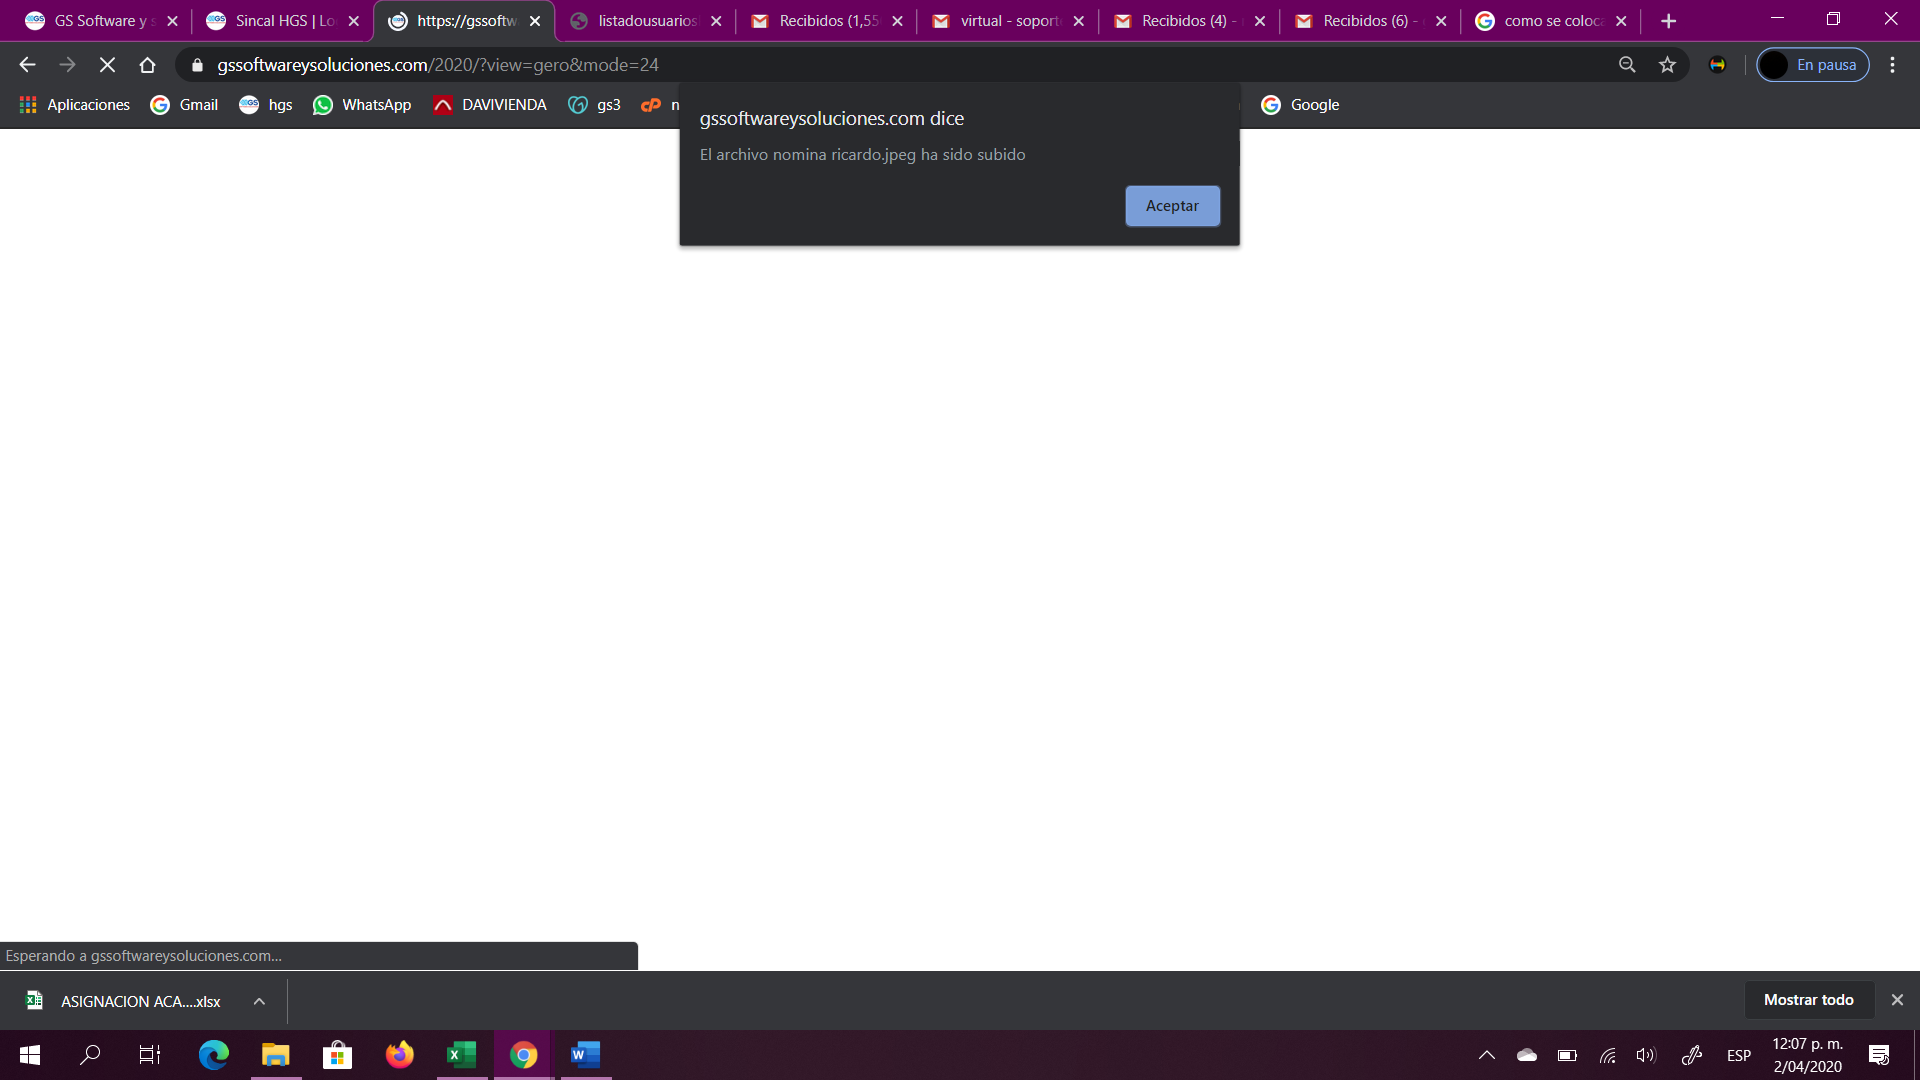 GS Software y s
Sincal HGS | Lo
https://gssoftw
listadousuarios
Recibidos (1,55
virtual - soport
Recibidos (4) -
Recibidos (6) -
como se coloca
gssoftwareysoluciones.com/2020/?view=gero&mode=24
En pausa
Aplicaciones
Gmail
hgs
WhatsApp
DAVIVIENDA
gs3
n
Google
gssoftwareysoluciones.com dice
El archivo nomina ricardo.jpeg ha sido subido
Aceptar
Esperando a gssoftwareysoluciones.com...
ASIGNACION ACA....xlsx
Mostrar todo
ESP
12:07 p. m.
2/04/2020